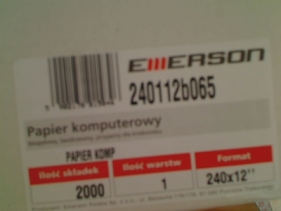 EMERSON
240112b065
Papier komputerowy
PAPIER KOMP
Ilość składek
Ilość warstw
Format
2000
1
240x12''